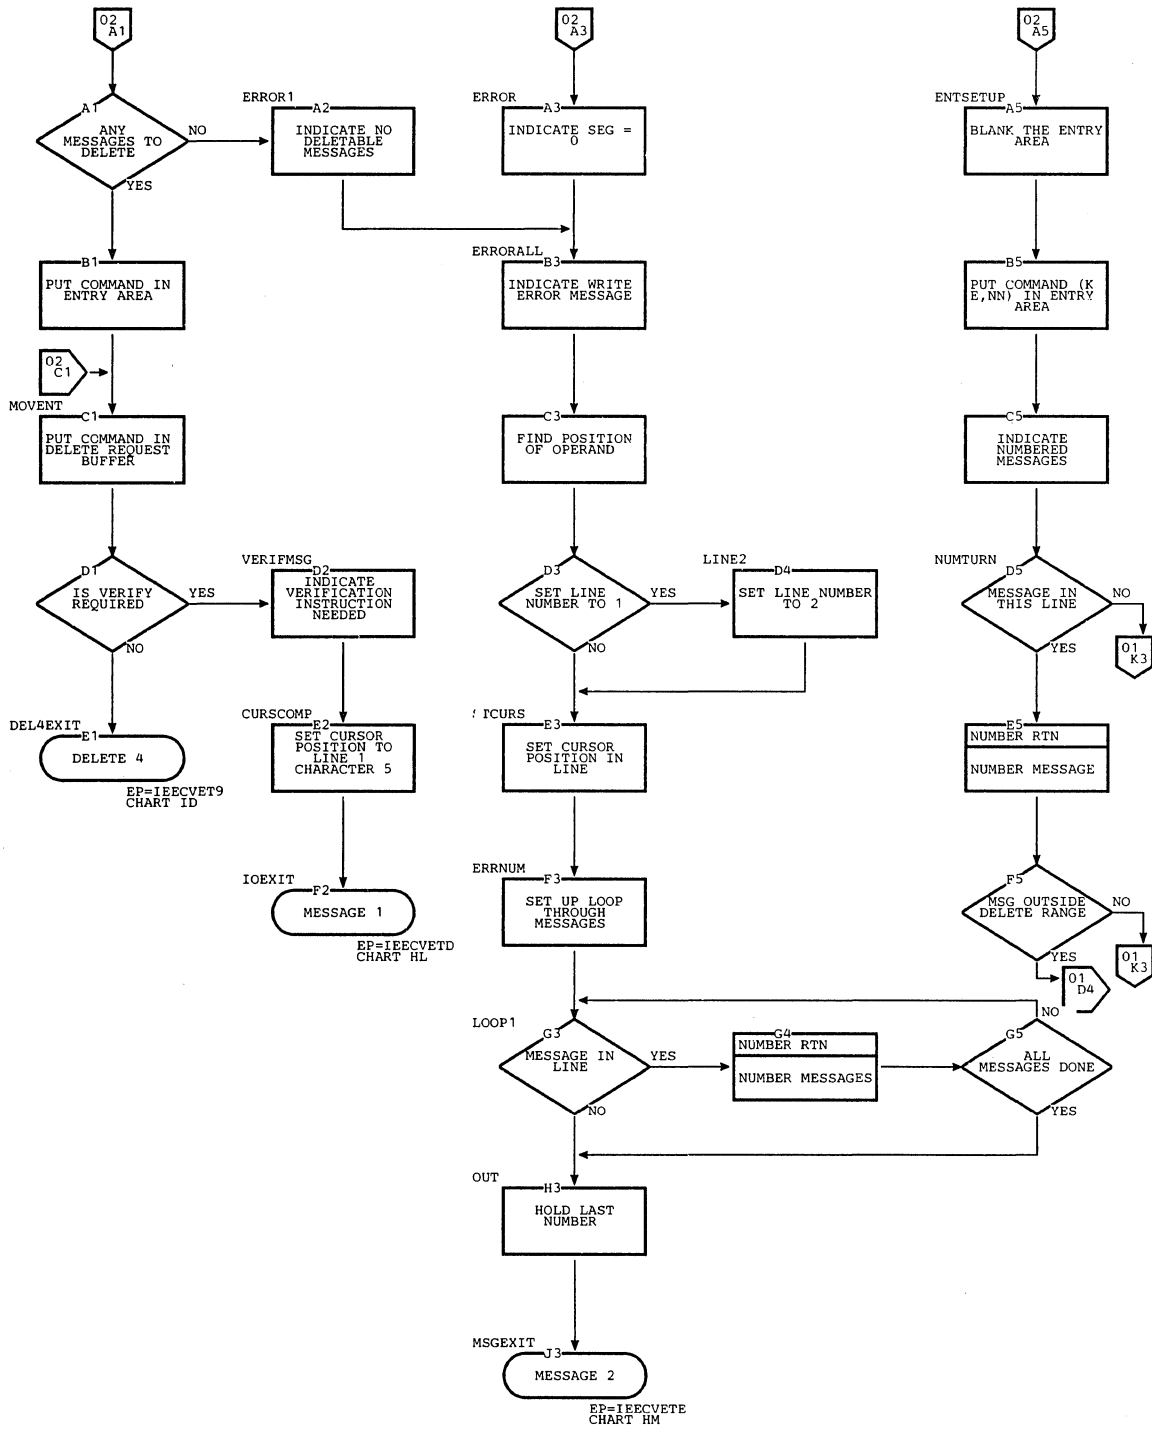 02
A1
02
A3
02
A5
A1
ANY
MESSAGES TO
DELETE
NO
YES
ERROR1
A2
INDICATE NO
DELETABLE
MESSAGES
ERROR
A3
INDICATE SEG =
0
ENTSETUP
A5
BLANK THE ENTRY
AREA
B1
PUT COMMAND IN
ENTRY AREA
ERRORALL
B3
INDICATE WRITE
ERROR MESSAGE
B5
PUT COMMAND (K
E,NN) IN ENTRY
AREA
02
C1
MOVENT
C1
PUT COMMAND IN
DELETE REQUEST
BUFFER
C3
FIND POSITION
OF OPERAND
C5
INDICATE
NUMBERED
MESSAGES
D1
IS VERIFY
REQUIRED
YES
NO
VERIFMSG
D2
INDICATE
VERIFICATION
INSTRUCTION
NEEDED
D3
SET LINE
NUMBER TO 1
YES
NO
LINE2
D4
SET LINE NUMBER
TO 2
NUMTURN
D5
MESSAGE IN
THIS LINE
NO
YES
01
K3
DEL4EXIT
E1
DELETE 4
EP=IEECVET9
CHART ID
CURSCOMP
E2
SET CURSOR
POSITION TO
LINE 1
CHARACTER 5
TCURS
E3
SET CURSOR
POSITION IN
LINE
E5
NUMBER RTN
NUMBER MESSAGE
IOEXIT
F2
MESSAGE 1
EP=IEECVETD
CHART HL
ERRNUM
F3
SET UP LOOP
THROUGH
MESSAGES
F5
MSG OUTSIDE
DELETE RANGE
NO
YES
01
K3
01
D4
LOOP1
G3
MESSAGE IN
LINE
YES
NO
G4
NUMBER RTN
NUMBER MESSAGES
NO
G5
ALL
MESSAGES DONE
YES
OUT
H3
HOLD LAST
NUMBER
MSGEXIT
J3
MESSAGE 2
EP=IEECVETE
CHART HM